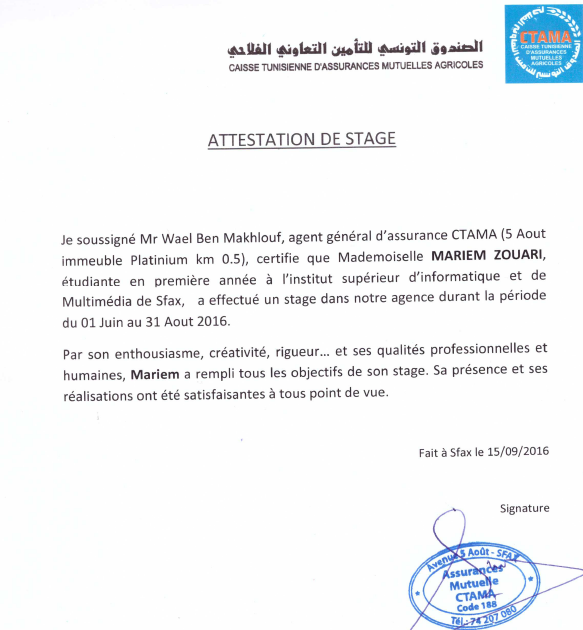 الصندوق التونسي للتأمين التعاوني الفلاحي
CAISSE TUNISIENNE D'ASSURANCES MUTUELLES AGRICOLES
CTAMA
CAISSE TUNISIENNE
D'ASSURANCES
MUTUELLES
AGRICOLES
ATTESTATION DE STAGE
Je soussigné Mr Wael Ben Makhlouf, agent général d'assurance CTAMA (5 Aout
immeuble Platinium km 0.5), certifie que Mademoiselle MARIEM ZOUARI,
étudiante en première année à l'institut supérieur d'informatique et de
Multimédia de Sfax, a effectué un stage dans notre agence durant la période
du 01 Juin au 31 Aout 2016.
Par son enthousiasme, créativité, rigueur... et ses qualités professionnelles et
humaines, Mariem a rempli tous les objectifs de son stage. Sa présence et ses
réalisations ont été satisfaisantes à tous point de vue.
Fait à Sfax le 15/09/2016
Signature
Avenue 5 Août - SFAX
Assurances
Mutuelle
CTAMA
Code 188
Tél.: 74 207 080